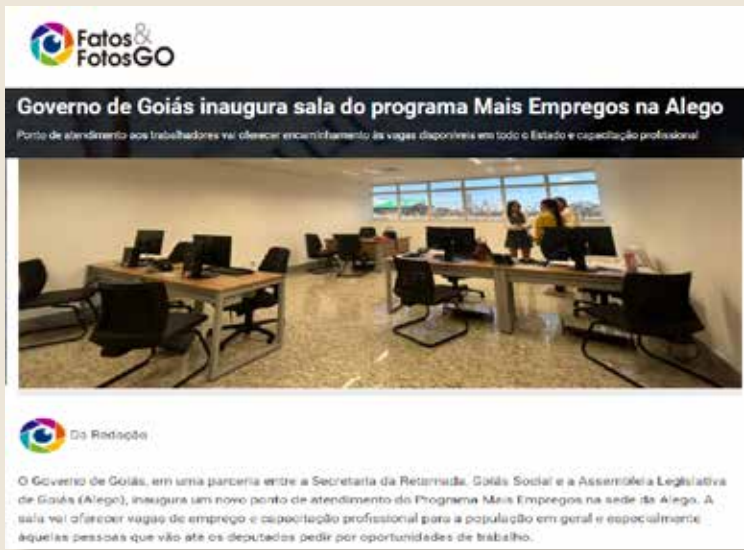 Fatos&
FotosGO
Governo de Goiás inaugura sala do programa Mais Empregos na Alego
Ponto de atendimento aos trabalhadores vai oferecer encaminhamento às vagas disponíveis em todo o Estado e capacitação profissional
Da Redação
O Governo de Goiás, em uma parceria entre a Secretaria da Retomada, Goiás Social e a Assembleia Legislativa
de Goiás (Alego), inaugura um novo ponto de atendimento do Programa Mais Empregos na sede da Alego. A
sala vai oferecer vagas de emprego e capacitação profissional para a população em geral e especialmente
àquelas pessoas que vão até os deputados pedir por oportunidades de trabalho.